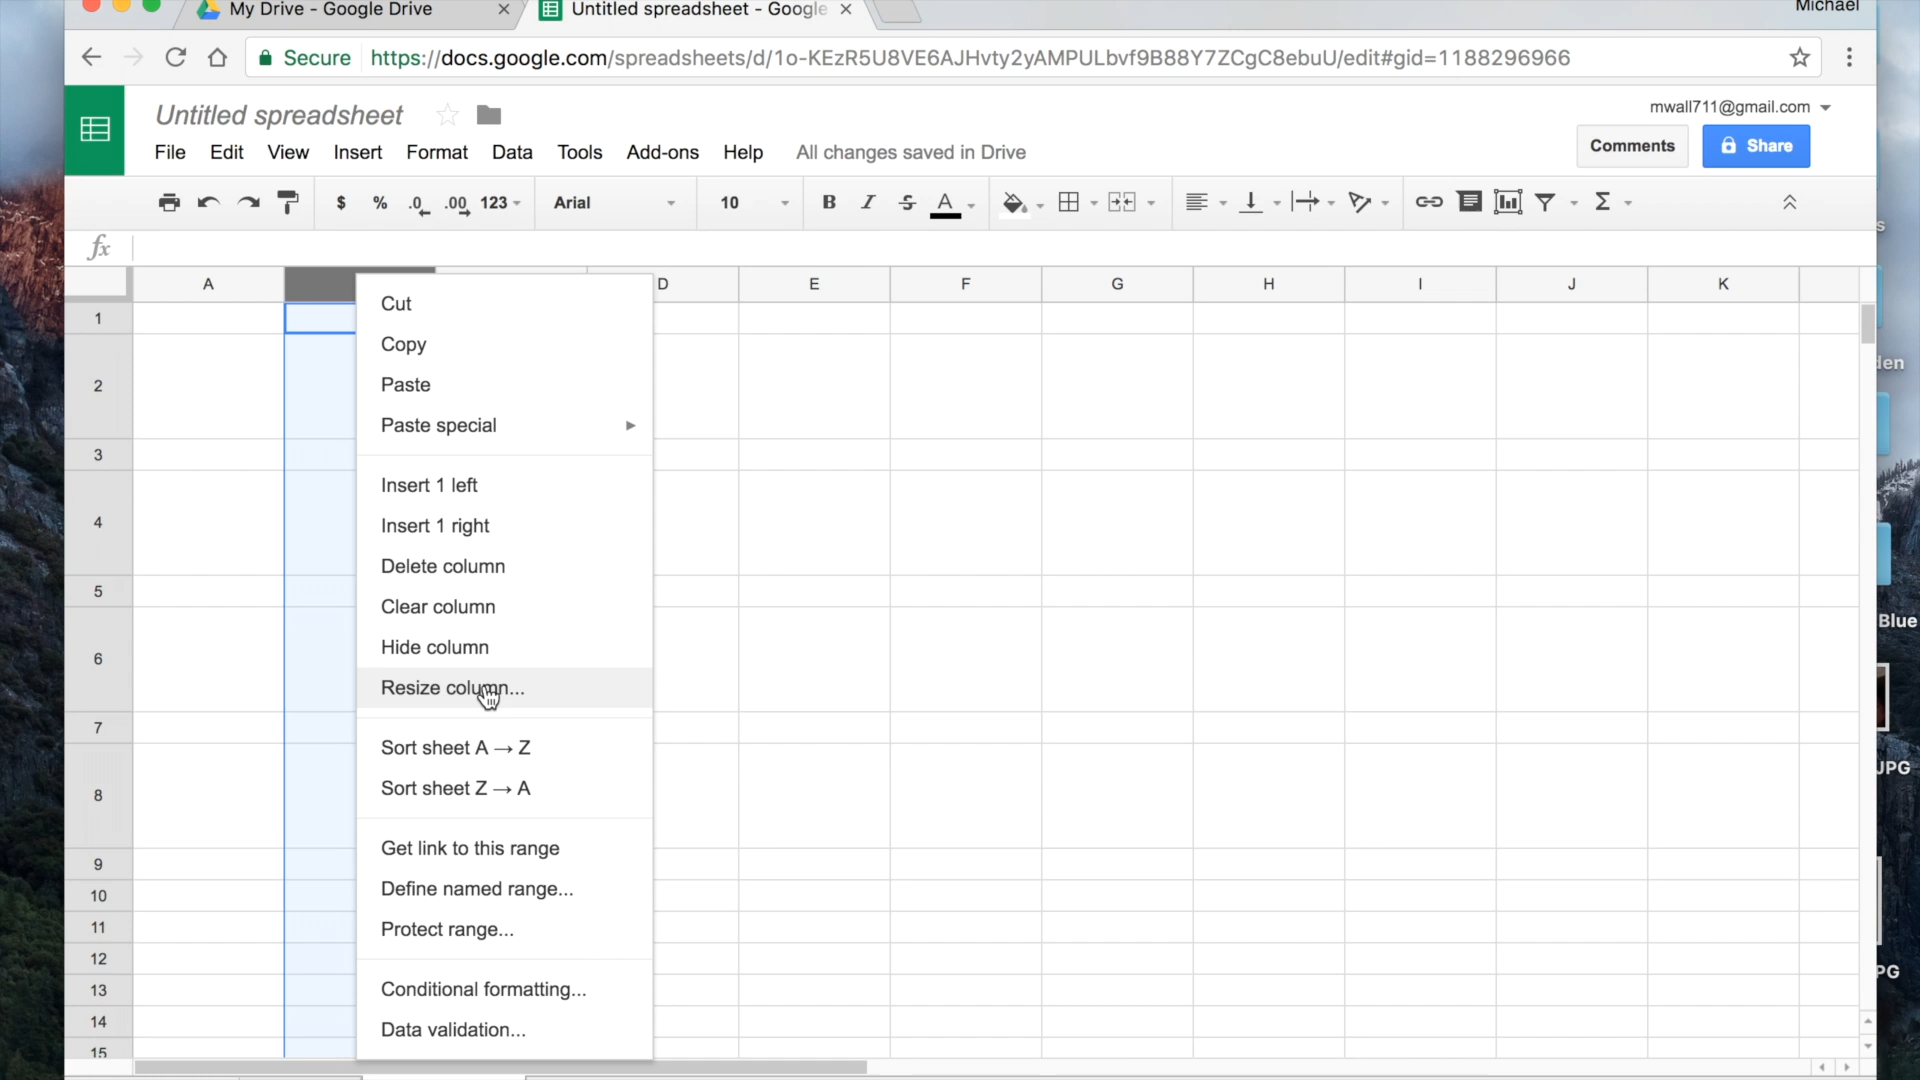 My Drive - Google Drive
Untitled spreadsheet - Google
Michael
Secure https://docs.google.com/spreadsheets/d/1o-KEzR5U8VE6AJHvty2yAMPULbvf9B88Y7ZCgC8ebuU/edit#gid=1188296966
Untitled spreadsheet
mwall711@gmail.com
File Edit View Insert Format Data Tools Add-ons Help All changes saved in Drive
Comments Share
$ % .0 .00 123 Arial 10 B I S A Σ
fx
A D E F G H I J K
1
2
3
4
5
6
7
8
9
10
11
12
13
14
15
Cut
Copy
Paste
Paste special
Insert 1 left
Insert 1 right
Delete column
Clear column
Hide column
Resize column...
Sort sheet A → Z
Sort sheet Z → A
Get link to this range
Define named range...
Protect range...
Conditional formatting...
Data validation...
s
den
Blue
JPG
PG